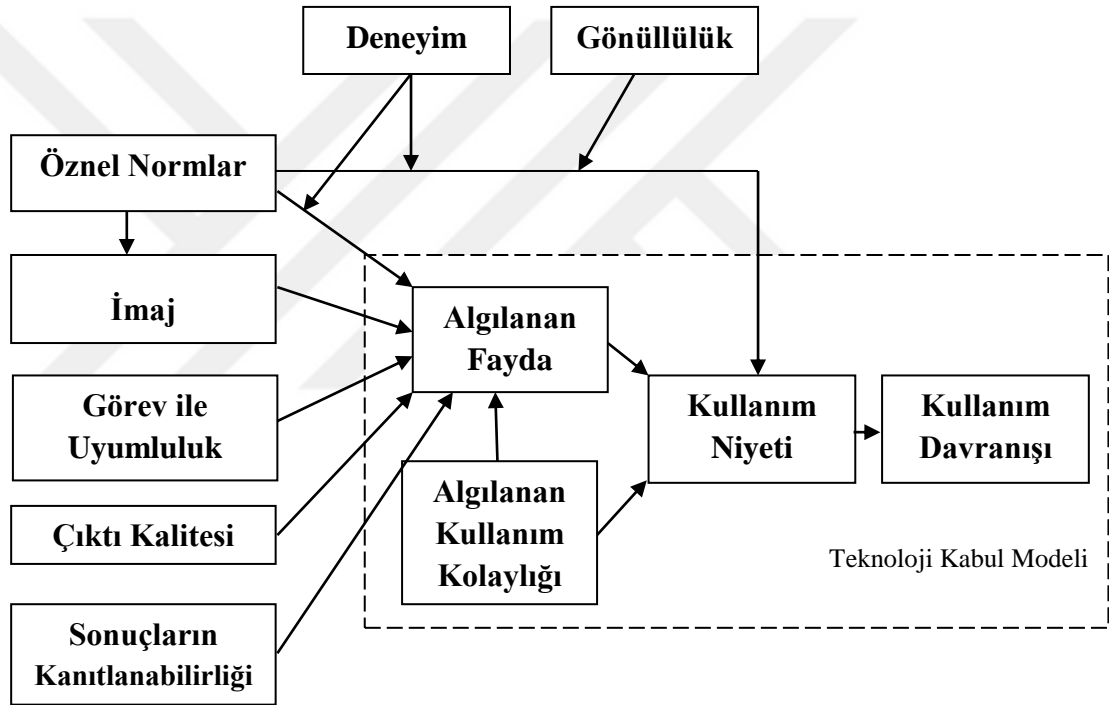 Deneyim
Gönüllülük
Öznel Normlar
İmaj
Algılanan
Fayda
Görev ile
Uyumluluk
Kullanım
Niyeti
Kullanım
Davranışı
Algılanan
Kullanım
Kolaylığı
Çıktı Kalitesi
Teknoloji Kabul Modeli
Sonuçların
Kanıtlanabilirliği